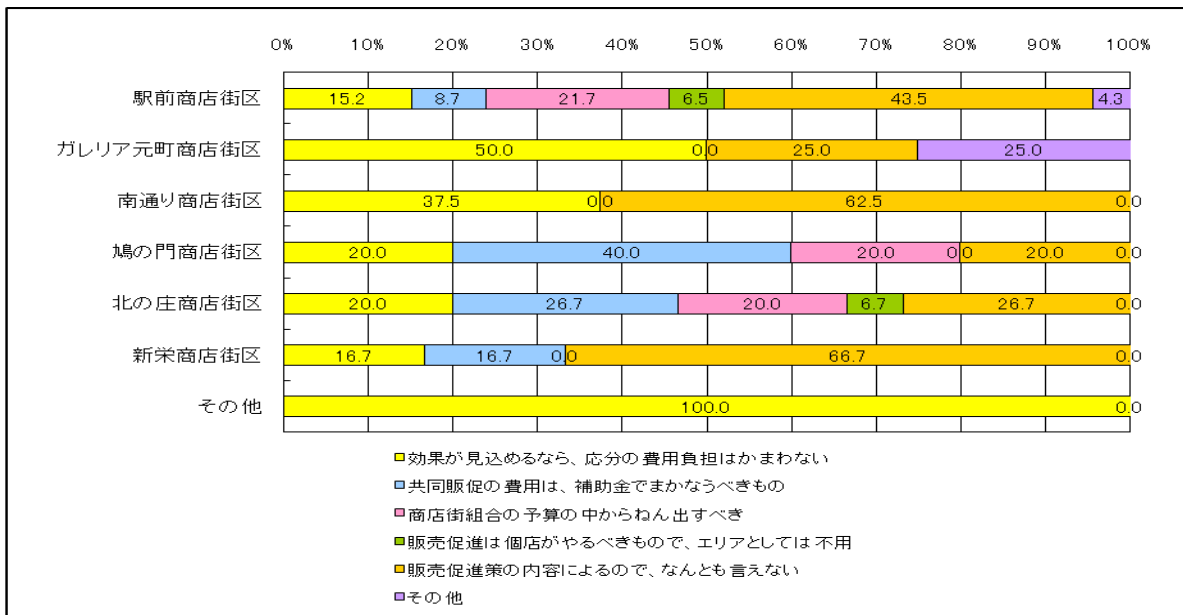 0% 10% 20% 30% 40% 50% 60% 70% 80% 90% 100%
駅前商店街区 15.2 8.7 21.7 6.5 43.5 4.3
ガレリア元町商店街区 50.0 0.0 25.0 25.0
南通り商店街区 37.5 0.0 62.5 0.0
鳩の門商店街区 20.0 40.0 20.0 0.0 20.0 0.0
北の庄商店街区 20.0 26.7 20.0 6.7 26.7 0.0
新栄商店街区 16.7 16.7 0.0 66.7 0.0
その他 100.0 0.0
効果が見込めるなら、応分の費用負担はかまわない
共同販促の費用は、補助金でまかなうべきもの
商店街組合の予算の中からねん出すべき
販売促進は個店がやるべきもので、エリアとしては不用
販売促進策の内容によるので、なんとも言えない
その他